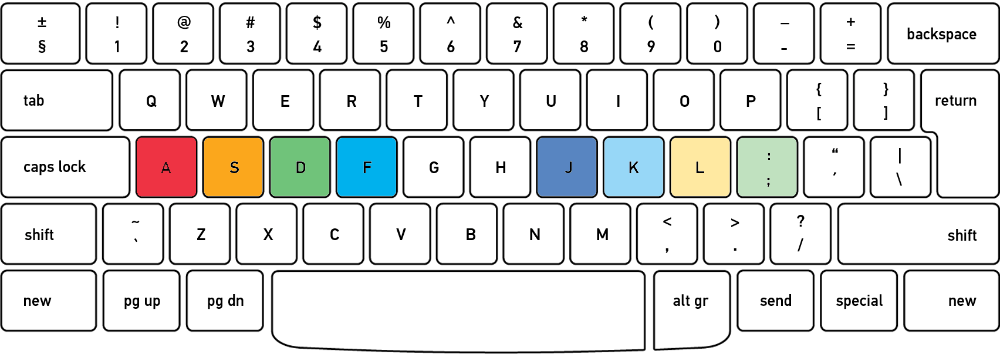 ± ! @ # $ % ^ & * ( ) _ +
§ 1 2 3 4 5 6 7 8 9 0 - = backspace
tab Q W E R T Y U I O P { } return
[ ]
caps lock A S D F G H J K L : “ |
; ´ \
shift ~ Z X C V B N M < > ? shift
` , . /
new pg up pg dn alt gr send special new